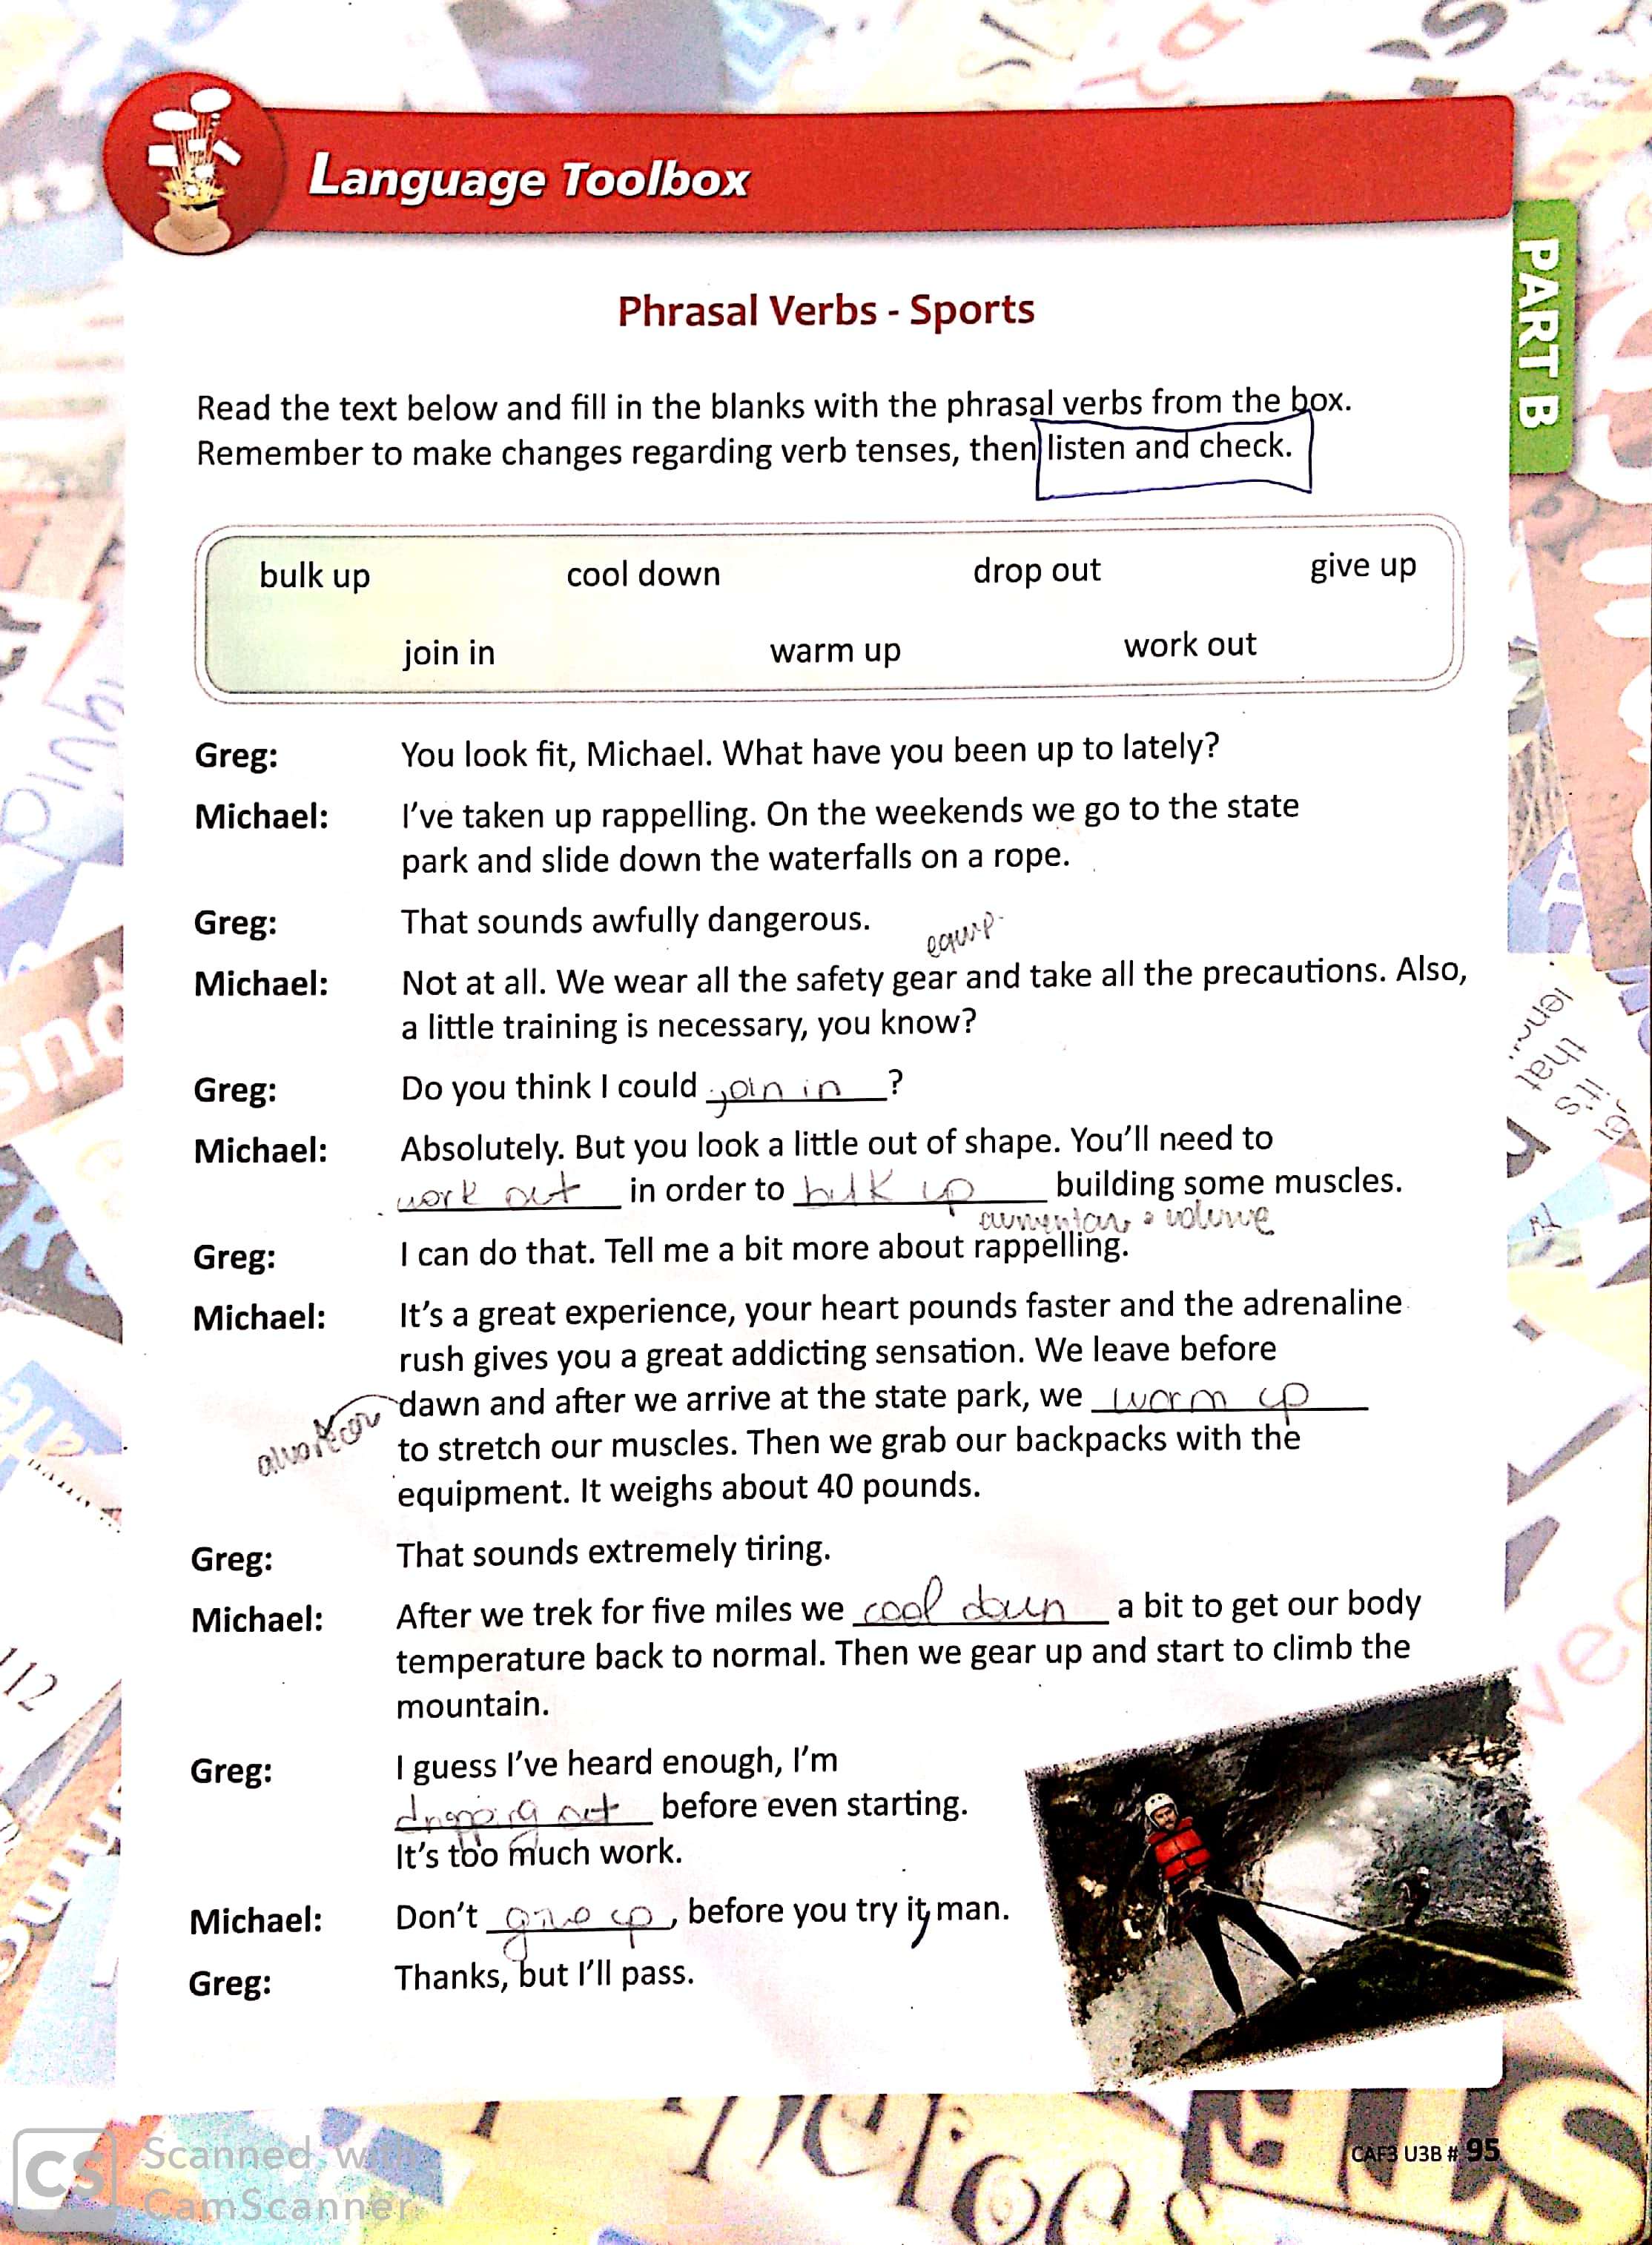 Language Toolbox
PART B
Phrasal Verbs - Sports
Read the text below and fill in the blanks with the phrasal verbs from the box.
Remember to make changes regarding verb tenses, then listen and check.
bulk up cool down drop out give up
join in warm up work out
Greg: You look fit, Michael. What have you been up to lately?
Michael: I've taken up rappelling. On the weekends we go to the state
park and slide down the waterfalls on a rope.
Greg: That sounds awfully dangerous.
equip.
Michael: Not at all. We wear all the safety gear and take all the precautions. Also,
a little training is necessary, you know?
Greg: Do you think I could join in ?
Michael: Absolutely. But you look a little out of shape. You'll need to
work out in order to bulk up building some muscles.
aumentar o volume
Greg: I can do that. Tell me a bit more about rappelling.
Michael: It's a great experience, your heart pounds faster and the adrenaline
rush gives you a great addicting sensation. We leave before
dawn and after we arrive at the state park, we warm up
to stretch our muscles. Then we grab our backpacks with the
equipment. It weighs about 40 pounds.
Greg: That sounds extremely tiring.
Michael: After we trek for five miles we cool down a bit to get our body
temperature back to normal. Then we gear up and start to climb the
mountain.
Greg: I guess I've heard enough, I'm
dropping out before even starting.
It's too much work.
Michael: Don't give up, before you try it, man.
Greg: Thanks, but I'll pass.
CAF3 U3B # 95
CS Scanned with
CamScanner